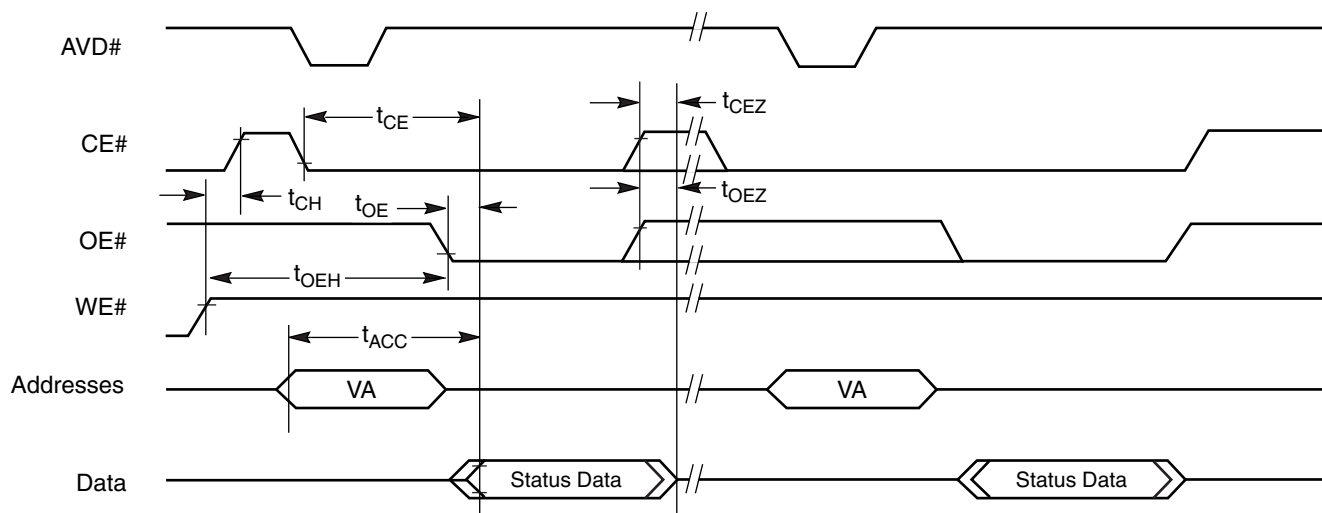 AVD#
tCEZ
tCE
CE#
tCH
tOE
tOEZ
OE#
tOEH
WE#
tACC
Addresses
VA
VA
Data
Status Data
Status Data